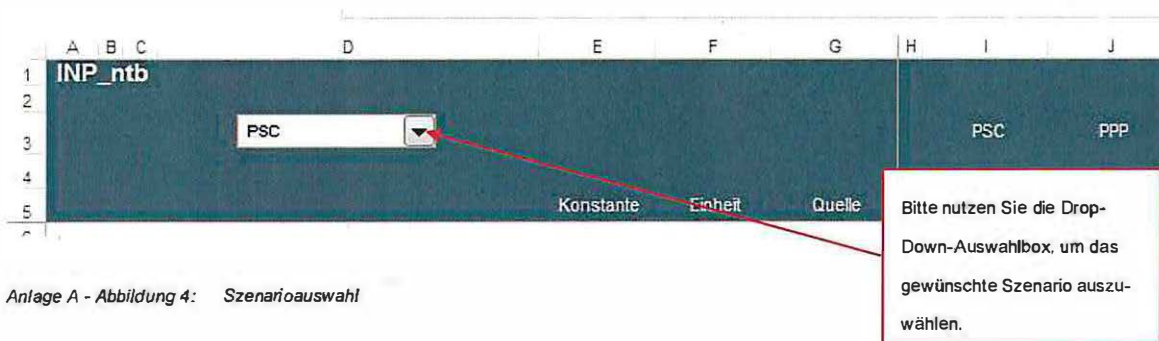 A B C D E F G H I J
1 INP_ntb
2
3 PSC PSC PPP
4
5 Konstante Einheit Quelle
Bitte nutzen Sie die Drop-
Down-Auswahlbox, um das
gewünschte Szenario auszu-
wählen.
Anlage A - Abbildung 4: Szenarioauswahl